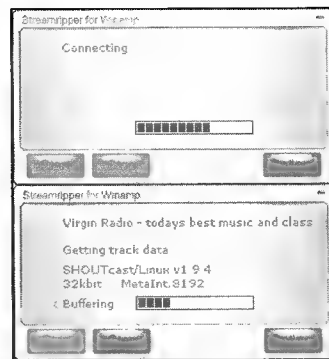 Streamripper for Winamp
Connecting
Streamripper for Winamp
Virgin Radio - todays best music and class
Getting track data
SHOUTcast/Linux v1 9 4
32kbit MetaInt.8192
Buffering